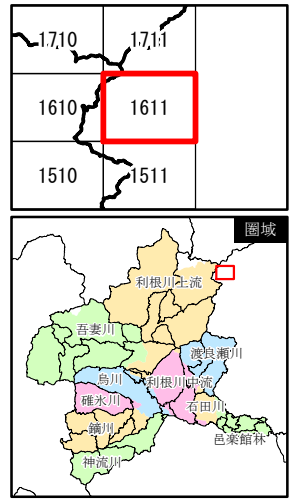 1710 1711
1610 1611
1510 1511
圏域
利根川上流
吾妻川
渡良瀬川
烏川 利根川中流
碓氷川
石田川
鏑川
邑楽館林
神流川